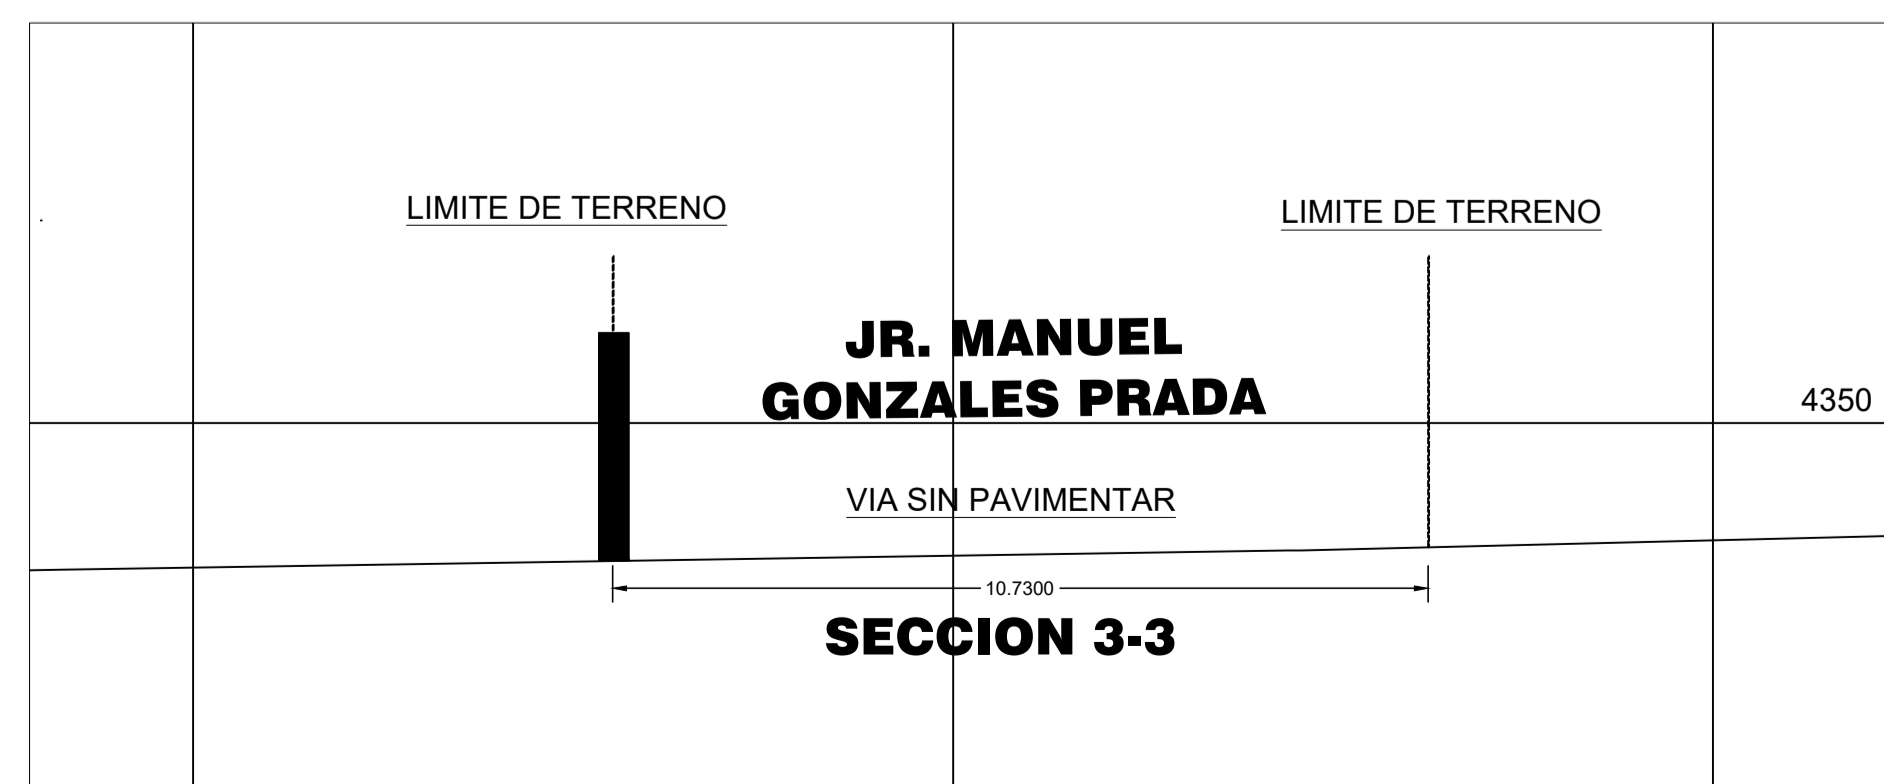 LIMITE DE TERRENO
LIMITE DE TERRENO
JR. MANUEL
GONZALES PRADA
4350
VIA SIN PAVIMENTAR
10.7300
SECCION 3-3